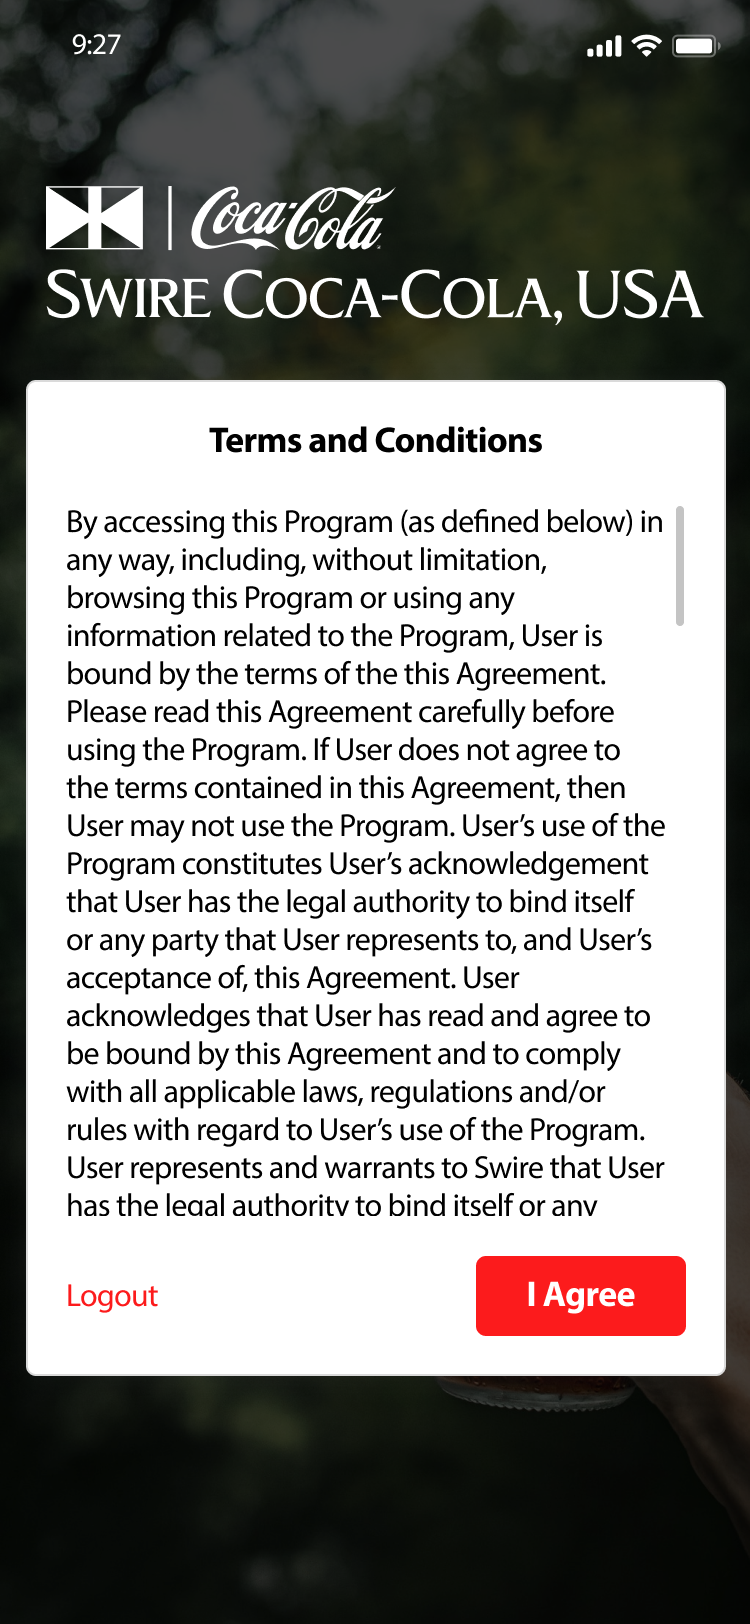 9:27
Coca-Cola
SWIRE COCA-COLA, USA
Terms and Conditions
By accessing this Program (as defined below) in
any way, including, without limitation,
browsing this Program or using any
information related to the Program, User is
bound by the terms of the this Agreement.
Please read this Agreement carefully before
using the Program. If User does not agree to
the terms contained in this Agreement, then
User may not use the Program. User’s use of the
Program constitutes User’s acknowledgement
that User has the legal authority to bind itself
or any party that User represents to, and User’s
acceptance of, this Agreement. User
acknowledges that User has read and agree to
be bound by this Agreement and to comply
with all applicable laws, regulations and/or
rules with regard to User’s use of the Program.
User represents and warrants to Swire that User
has the legal authority to bind itself or any
Logout
I Agree